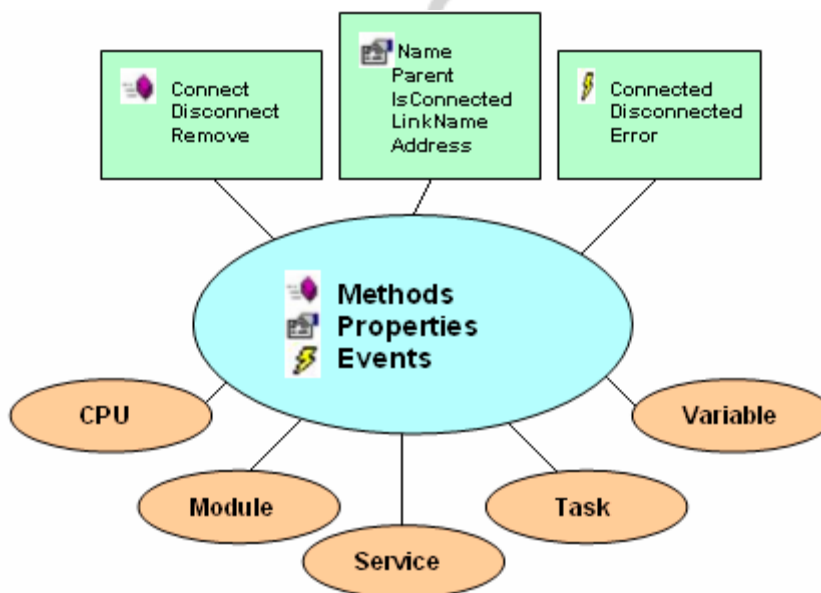 Connect
Disconnect
Remove
Name
Parent
IsConnected
LinkName
Address
Connected
Disconnected
Error
Methods
Properties
Events
CPU
Variable
Module
Task
Service